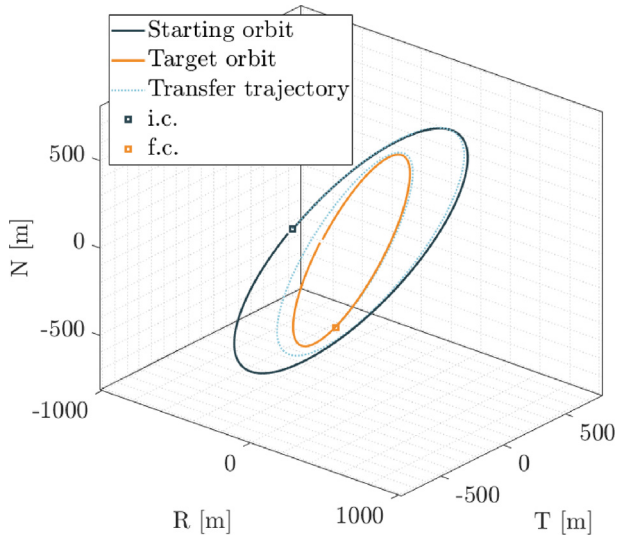 Starting orbit
Target orbit
Transfer trajectory
i.c.
f.c.
500
0
-500
N [m]
-1000
0
1000
R [m]
-500
0
500
T [m]